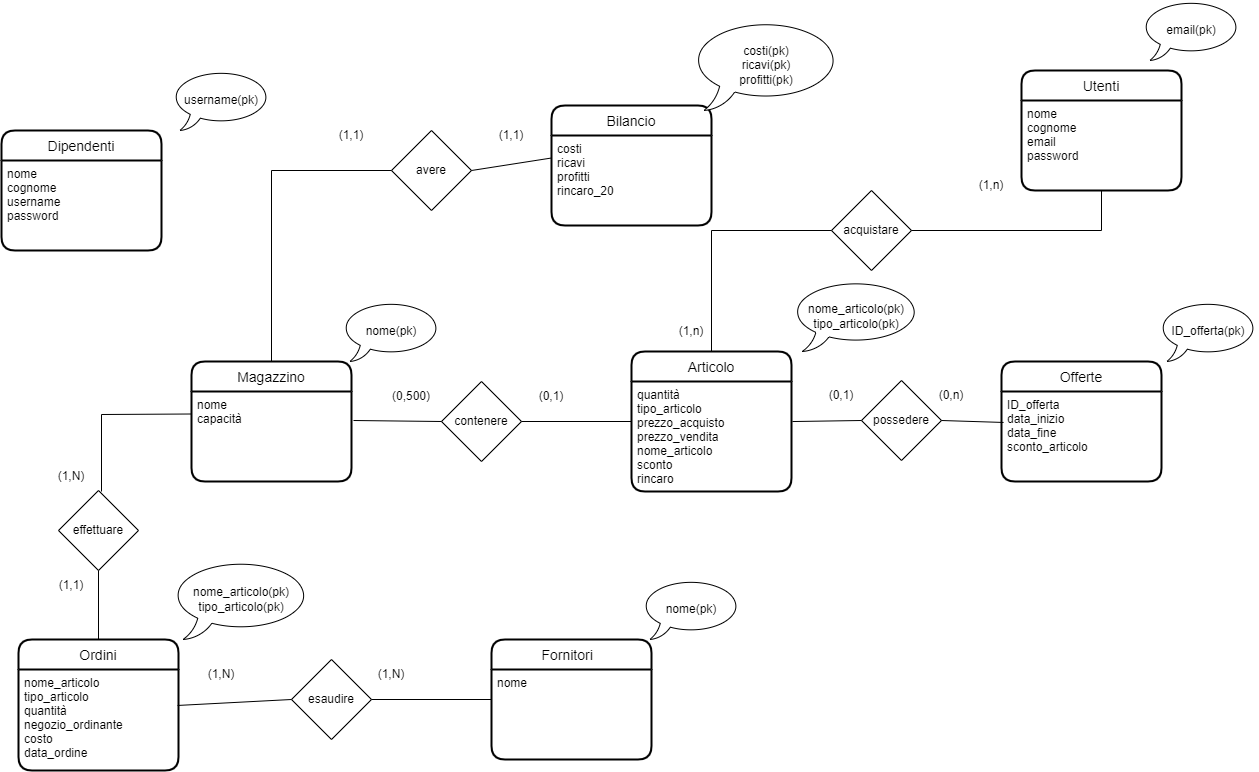 email(pk)
costi(pk)
ricavi(pk)
profitti(pk)
Utenti
nome
cognome
email
password
username(pk)
Dipendenti
nome
cognome
username
password
(1,1)
avere
(1,1)
Bilancio
costi
ricavi
profitti
rincaro_20
(1,n)
acquistare
(1,n)
nome(pk)
Magazzino
nome
capacità
(0,500)
contenere
(0,1)
nome_articolo(pk)
tipo_articolo(pk)
Articolo
quantità
tipo_articolo
prezzo_acquisto
prezzo_vendita
nome_articolo
sconto
rincaro
(0,1)
possedere
(0,n)
ID_offerta(pk)
Offerte
ID_offerta
data_inizio
data_fine
sconto_articolo
(1,N)
effettuare
(1,1)
nome_articolo(pk)
tipo_articolo(pk)
Ordini
nome_articolo
tipo_articolo
quantità
negozio_ordinante
costo
data_ordine
(1,N)
esaudire
(1,N)
nome(pk)
Fornitori
nome